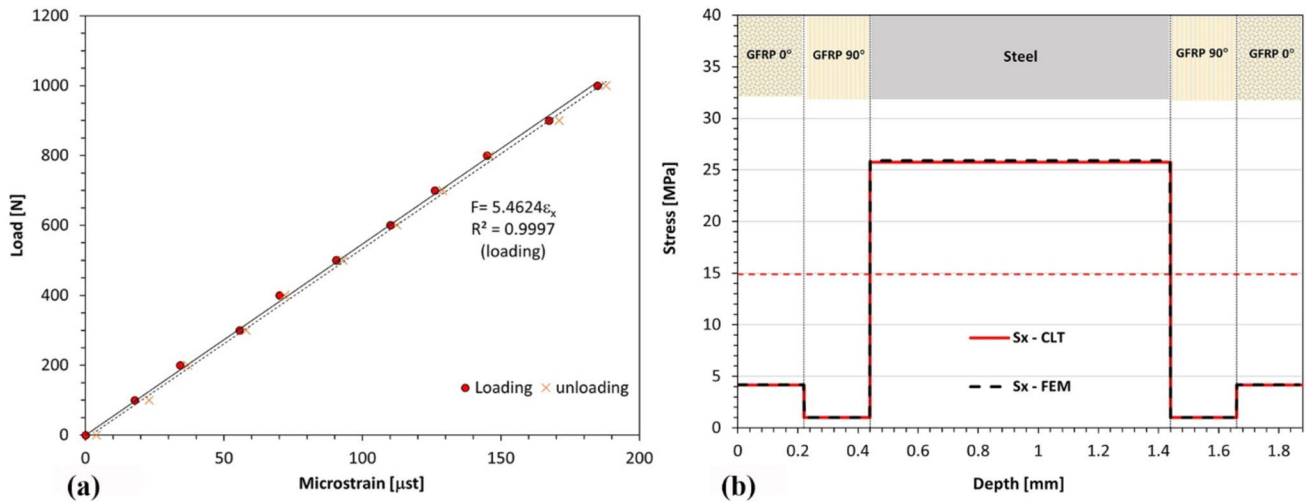 1200
1000
800
600
400
200
0
Load [N]
F= 5.4624εx
R² = 0.9997
(loading)
Loading
unloading
0
50
100
150
200
Microstrain [µst]
(a)
40
35
30
25
20
15
10
5
0
Stress [MPa]
GFRP 0°
GFRP 90°
Steel
GFRP 90°
GFRP 0°
Sx - CLT
Sx - FEM
0
0.2
0.4
0.6
0.8
1
1.2
1.4
1.6
1.8
Depth [mm]
(b)